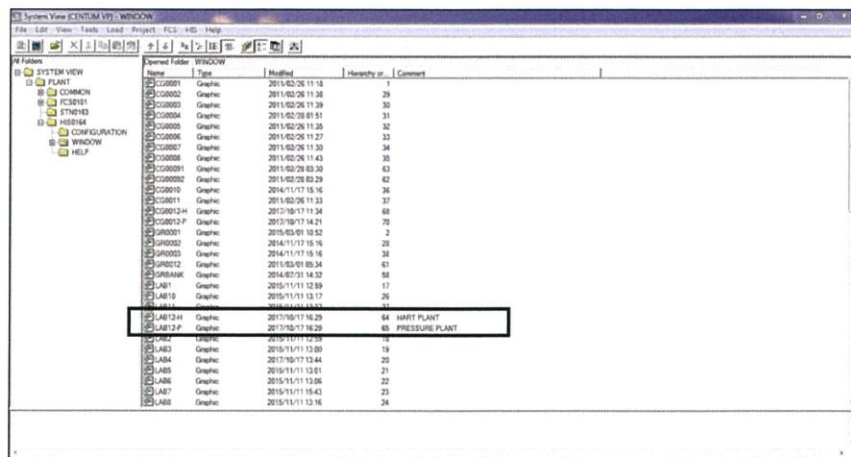 System View (CENTUM VP) - WINDOW
File Edit View Tools Load Project FCS HIS Help
All Folders
SYSTEM VIEW
PLANT
COMMON
FCS0101
STN0163
HIS0164
CONFIGURATION
WINDOW
HELP
Opened Folder : WINDOW
Name Type Modified Hierarchy or... Comment
CG0001 Graphic 2011/02/26 11:18 1
CG0002 Graphic 2011/02/26 11:38 29
CG0003 Graphic 2011/02/26 11:39 30
CG0004 Graphic 2011/02/28 01:51 31
CG0005 Graphic 2011/02/26 11:35 32
CG0006 Graphic 2011/02/26 11:27 33
CG0007 Graphic 2011/02/26 11:30 34
CG0008 Graphic 2011/02/26 11:43 35
CG00091 Graphic 2011/02/28 03:30 63
CG00092 Graphic 2011/02/28 03:29 62
CG0010 Graphic 2014/11/17 15:16 36
CG0011 Graphic 2011/02/26 11:33 37
CG0012-H Graphic 2017/10/17 11:34 68
CG0012-P Graphic 2017/10/17 14:21 70
GR0001 Graphic 2015/03/01 10:52 2
GR0002 Graphic 2014/11/17 15:16 28
GR0003 Graphic 2014/11/17 15:16 38
GR0012 Graphic 2011/03/01 05:34 61
GRBANK Graphic 2014/07/31 14:32 58
LAB1 Graphic 2015/11/11 12:59 17
LAB10 Graphic 2015/11/11 13:17 26
LAB12-H Graphic 2017/10/17 16:29 64 HART PLANT
LAB12-P Graphic 2017/10/17 16:29 65 PRESSURE PLANT
LAB2 Graphic 2015/11/11 12:59 18
LAB3 Graphic 2015/11/11 13:00 19
LAB4 Graphic 2017/10/17 13:44 20
LAB5 Graphic 2015/11/11 13:01 21
LAB6 Graphic 2015/11/11 13:06 22
LAB7 Graphic 2015/11/11 15:43 23
LAB8 Graphic 2015/11/11 13:16 24